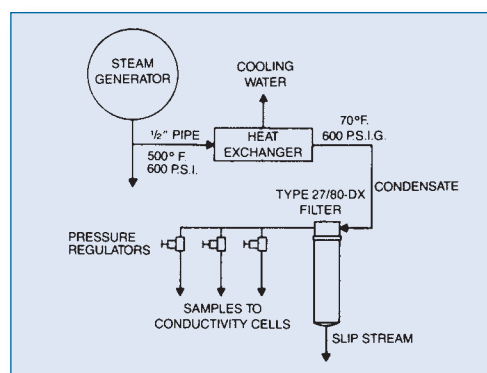 STEAM
GENERATOR
COOLING
WATER
½" PIPE
500° F.
600 P.S.I.
HEAT
EXCHANGER
70°F.
600 P.S.I.G.
CONDENSATE
TYPE 27/80-DX
FILTER
PRESSURE
REGULATORS
SAMPLES TO
CONDUCTIVITY CELLS
SLIP STREAM